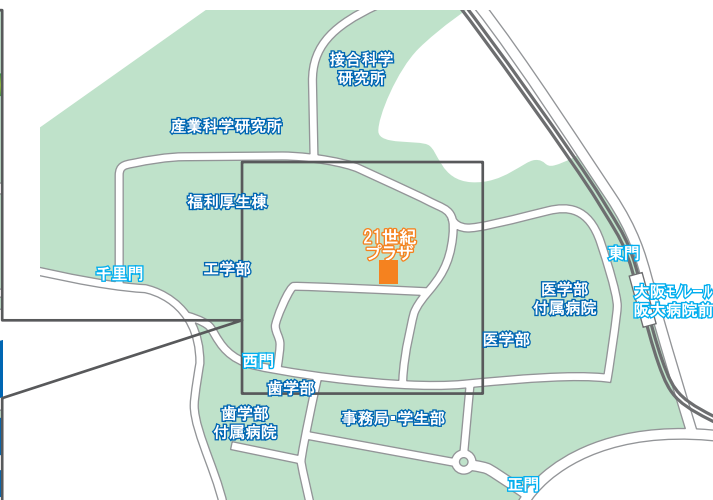 接合科学
研究所
産業科学研究所
福利厚生棟
21世紀
プラザ
東門
千里門
工学部
医学部
付属病院
大阪ﾓﾉﾚｰﾙ
阪大病院前
医学部
西門
歯学部
歯学部
付属病院
事務局・学生部
正門